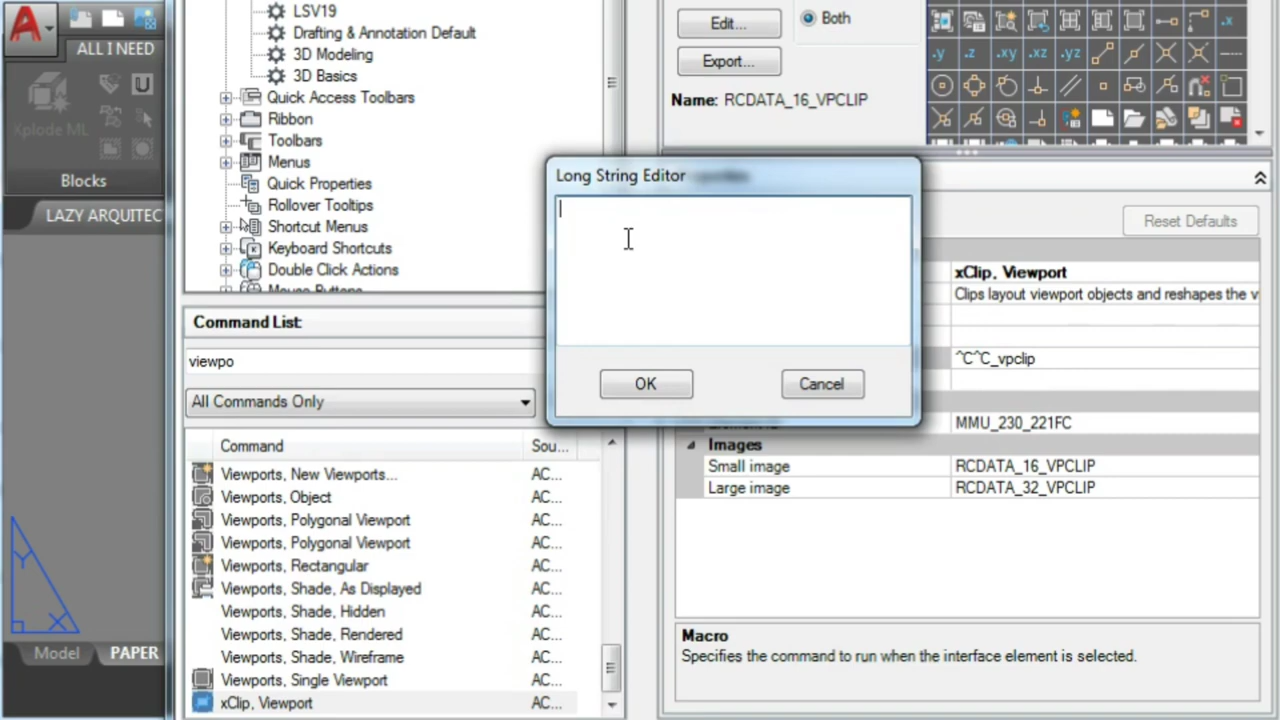 A
ALL I NEED
Xplode ML
Blocks
LAZY ARQUITEC
LSV19
Drafting & Annotation Default
3D Modeling
3D Basics
Quick Access Toolbars
Ribbon
Toolbars
Menus
Quick Properties
Rollover Tooltips
Shortcut Menus
Keyboard Shortcuts
Double Click Actions
Edit...
Both
Export...
Name: RCDATA_16_VPCLIP
.x
.y .z .xy .xz .yz
Long String Editor
OK
Cancel
Reset Defaults
xClip, Viewport
Clips layout viewport objects and reshapes the v
^C^C_vpclip
MMU_230_221FC
Images
Small image RCDATA_16_VPCLIP
Large image RCDATA_32_VPCLIP
Macro
Specifies the command to run when the interface element is selected.
Command List:
viewpo
All Commands Only
Command Sou...
Viewports, New Viewports... AC...
Viewports, Object AC...
Viewports, Polygonal Viewport AC...
Viewports, Polygonal Viewport AC...
Viewports, Rectangular AC...
Viewports, Shade, As Displayed AC...
Viewports, Shade, Hidden AC...
Viewports, Shade, Rendered AC...
Viewports, Shade, Wireframe AC...
Viewports, Single Viewport AC...
xClip, Viewport AC...
Y
X
Model PAPER